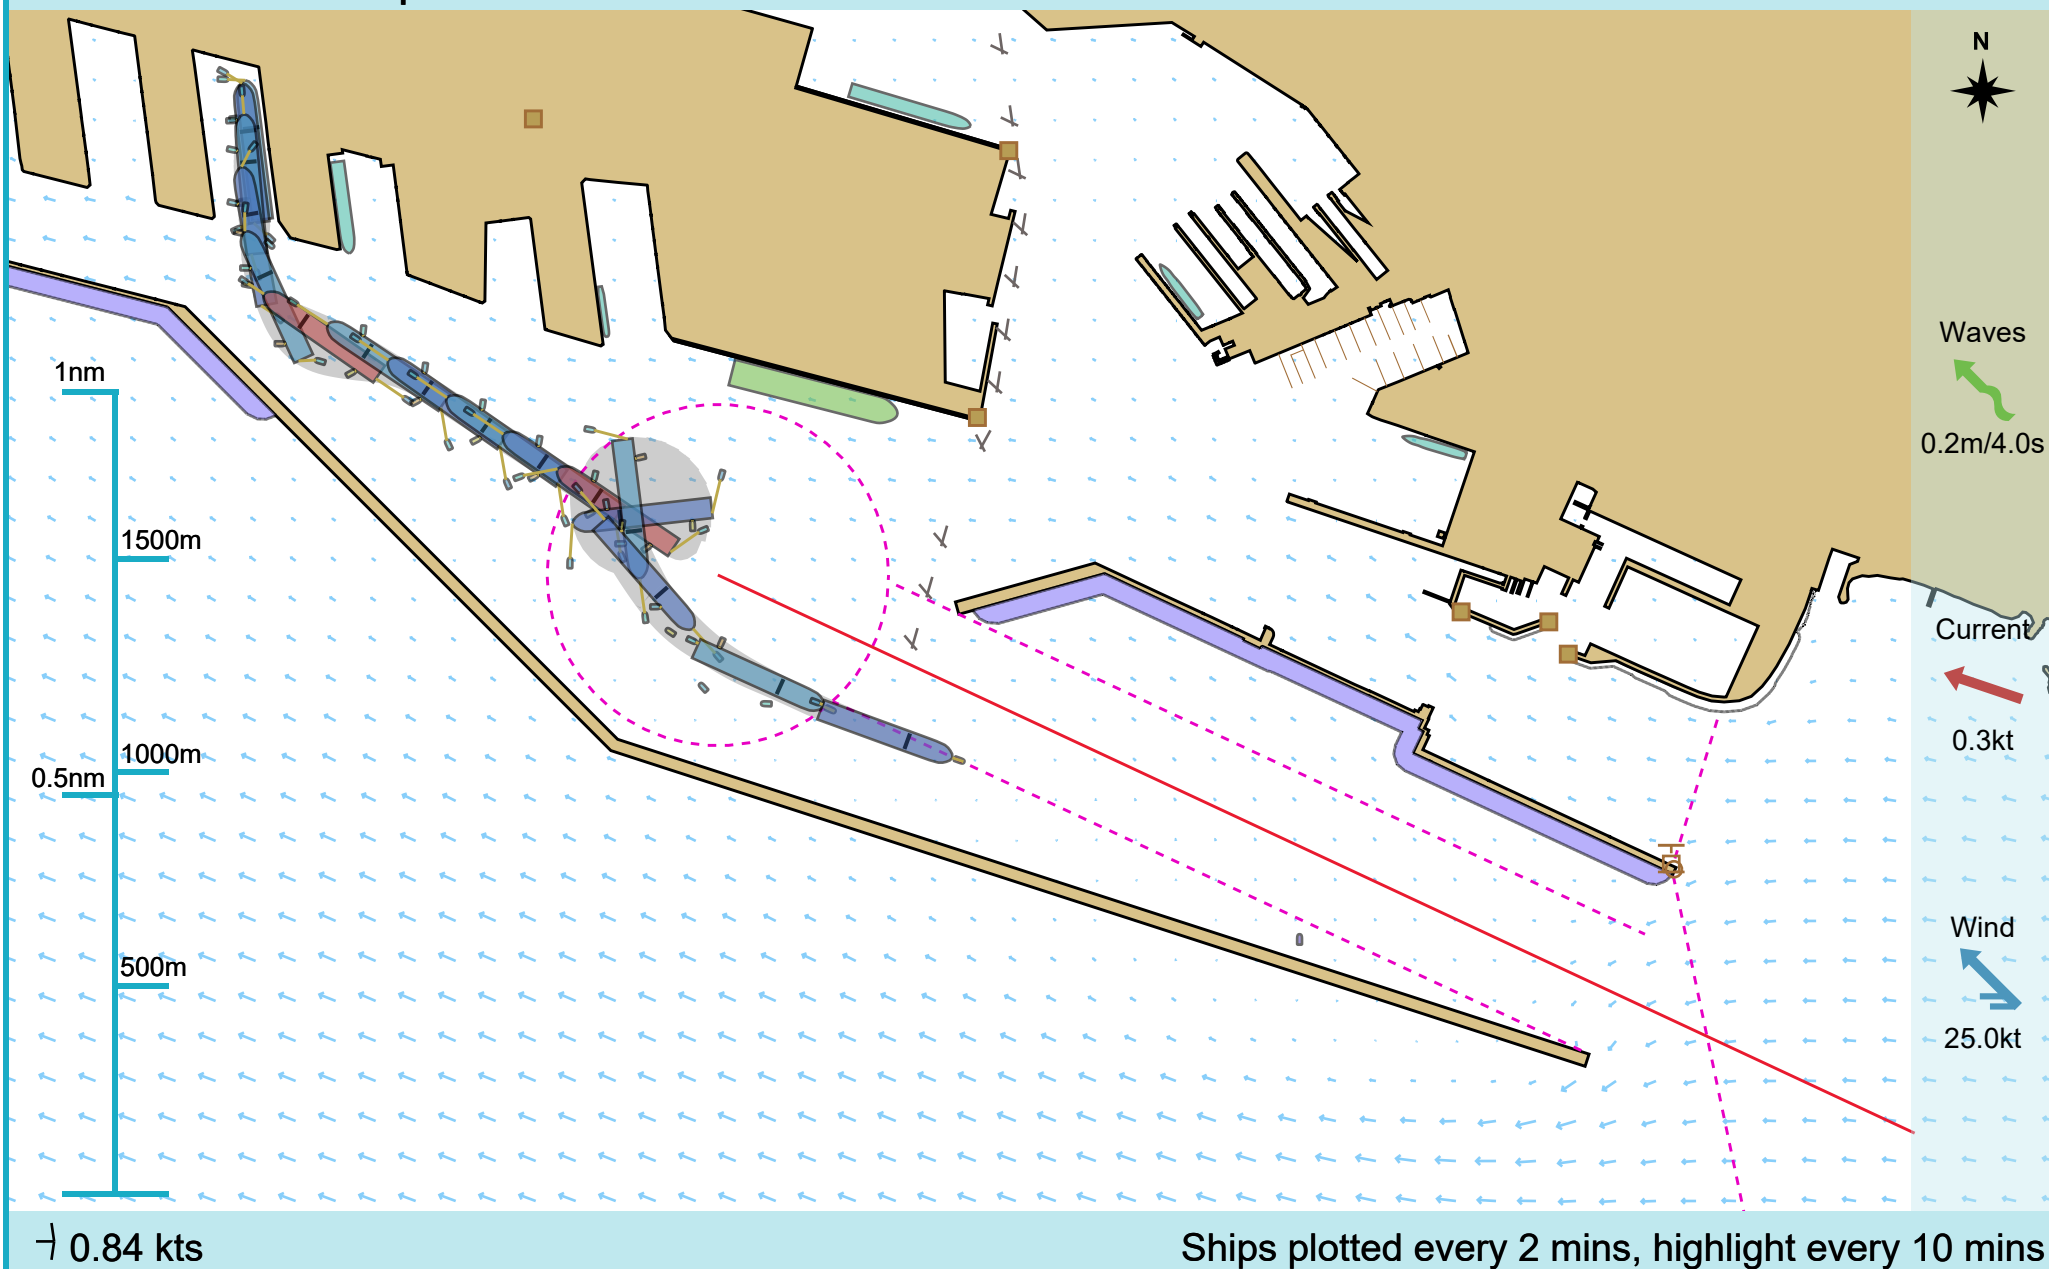 N
Waves
0.2m/4.0s
1nm
1500m
Current
0.3kt
1000m
0.5nm
Wind
500m
25.0kt
0.84 kts
Ships plotted every 2 mins, highlight every 10 mins